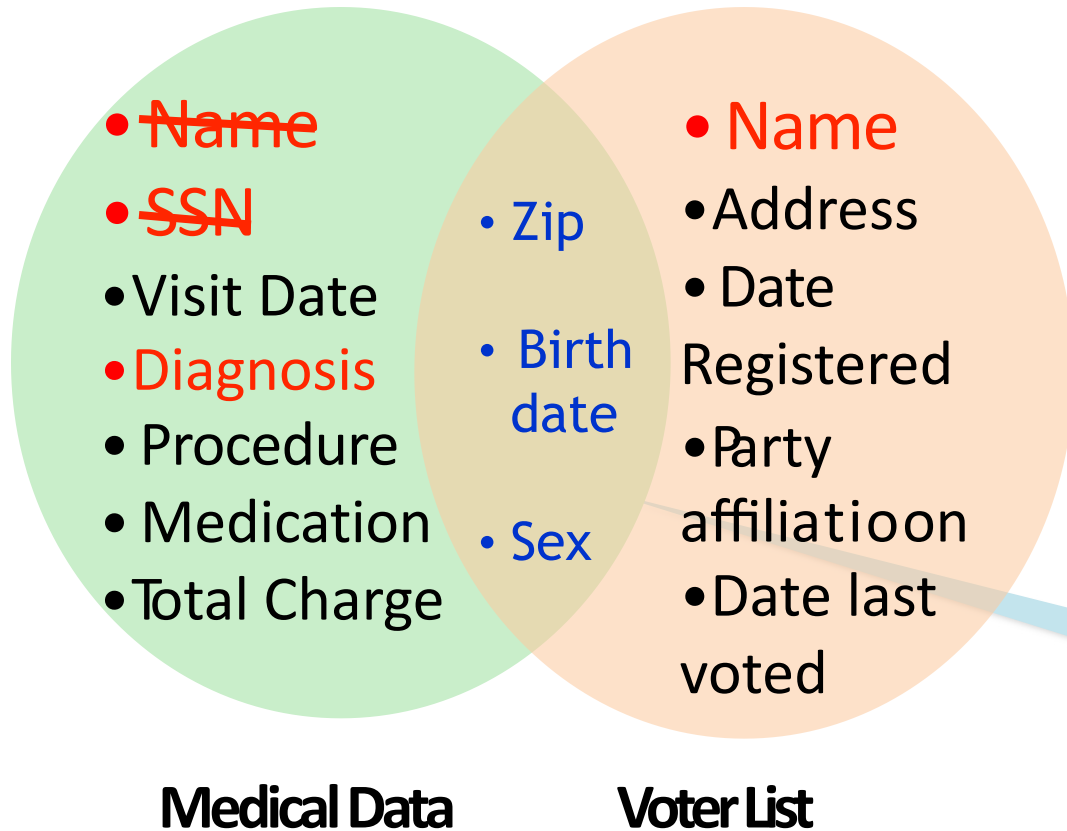 • Name
• SSN
•Visit Date
•Diagnosis
• Procedure
• Medication
•Total Charge
• Zip
• Birth
date
• Sex
• Name
•Address
• Date
Registered
•Party
affiliatioon
•Date last
voted
Medical Data
Voter List